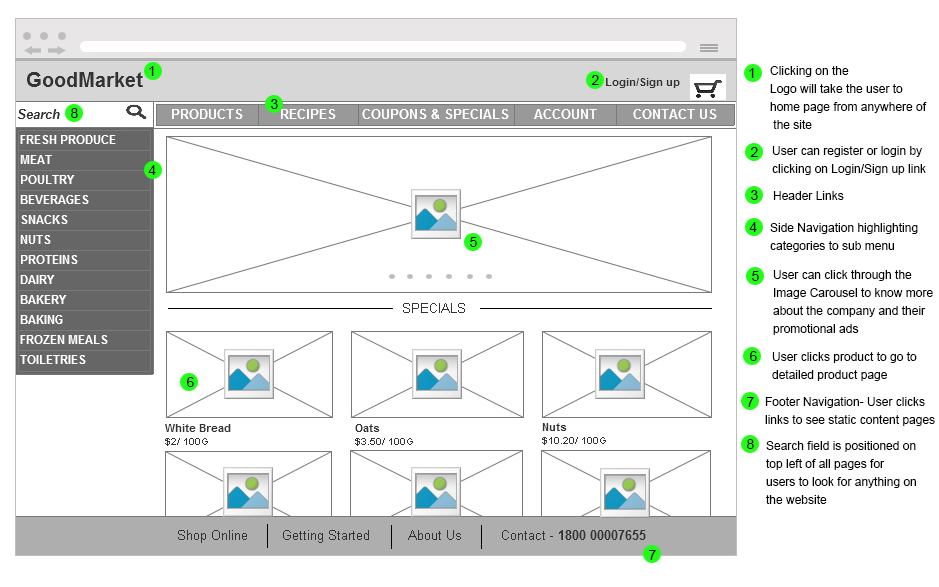 GoodMarket
1
2
Login/Sign up
Search
8
3
PRODUCTS
RECIPES
COUPONS & SPECIALS
ACCOUNT
CONTACT US
FRESH PRODUCE
MEAT
POULTRY
BEVERAGES
SNACKS
NUTS
PROTEINS
DAIRY
BAKERY
BAKING
FROZEN MEALS
TOILETRIES
4
5
SPECIALS
6
White Bread
$2/ 100G
Oats
$3.50/ 100G
Nuts
$10.20/ 100G
Shop Online
Getting Started
About Us
Contact - 1800 00007655
7
1 Clicking on the
Logo will take the user to
home page from anywhere of
the site
2 User can register or login by
clicking on Login/Sign up link
3 Header Links
4 Side Navigation highlighting
categories to sub menu
5 User can click through the
Image Carousel to know more
about the company and their
promotional ads
6 User clicks product to go to
detailed product page
7 Footer Navigation- User clicks
links to see static content pages
8 Search field is positioned on
top left of all pages for
users to look for anything on
the website